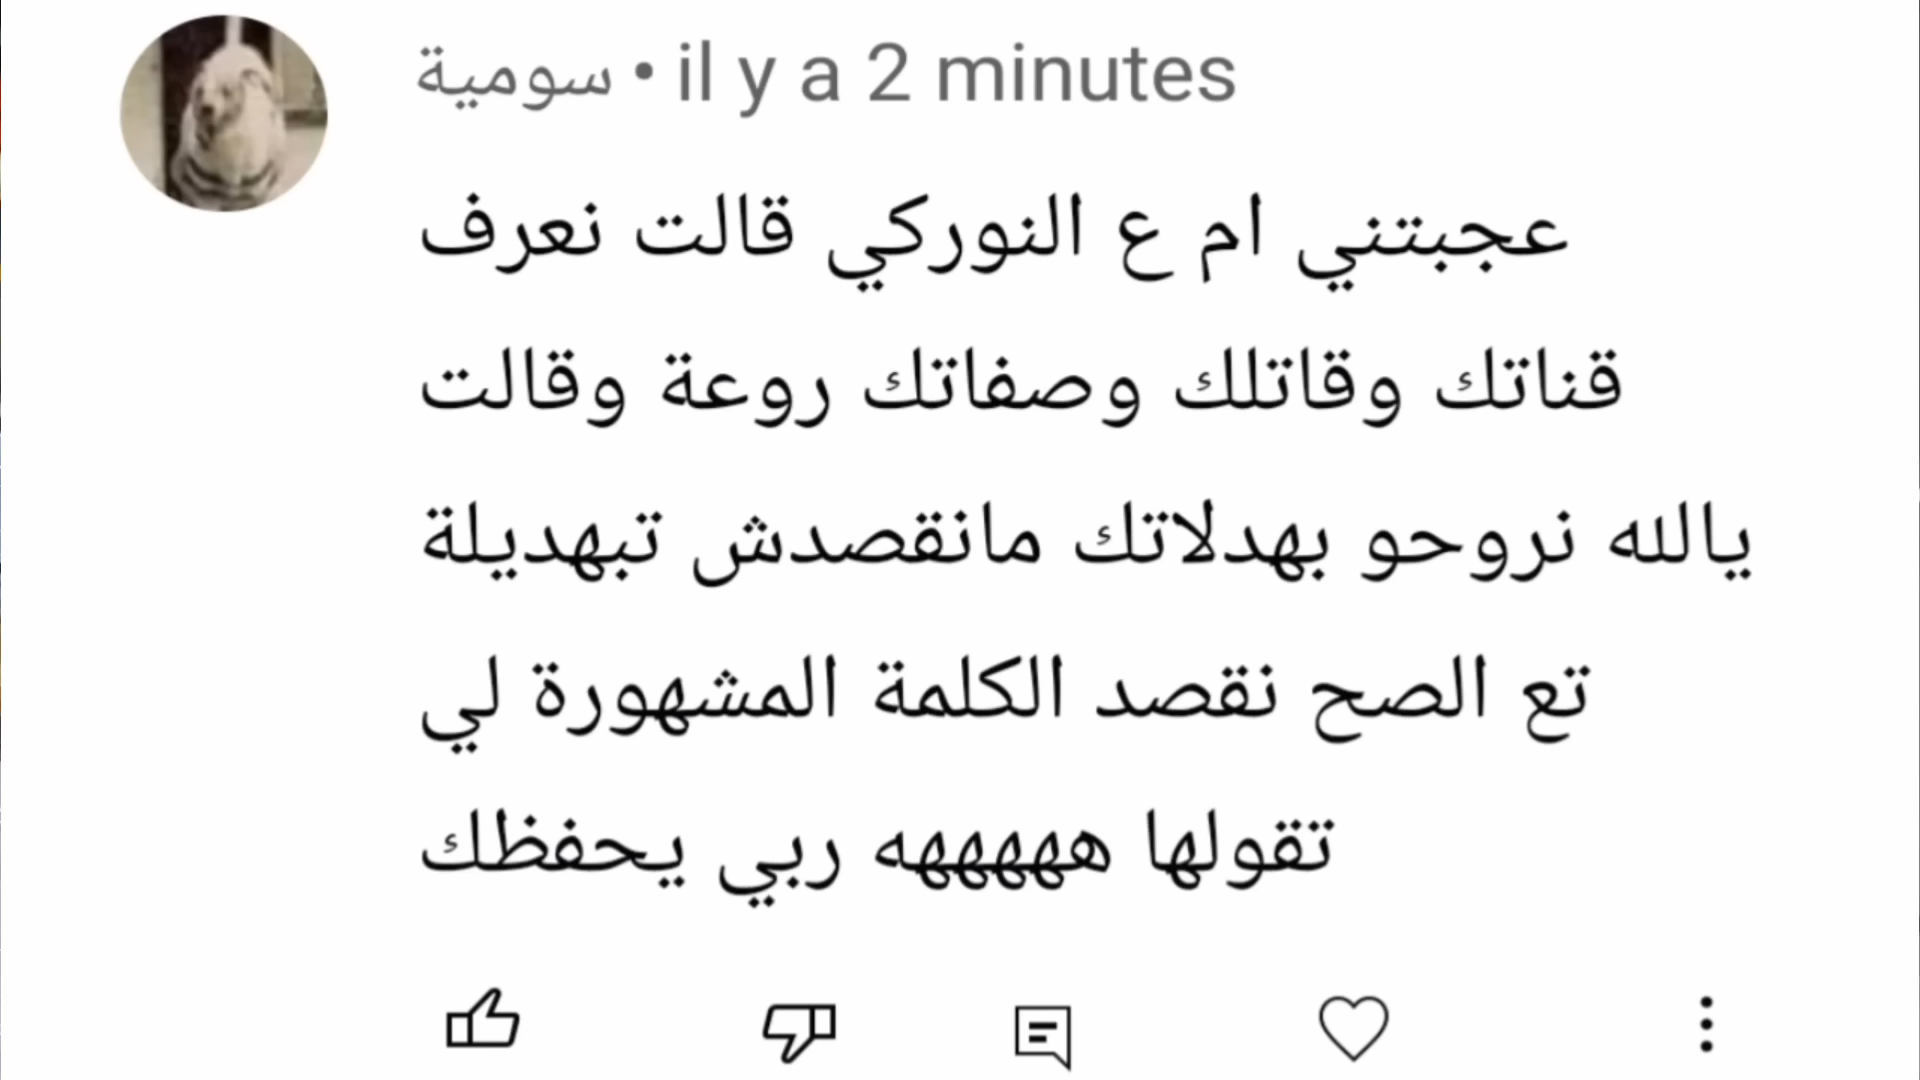 سومية • il y a 2 minutes
عجبتني ام ع النوركي قالت نعرف
قناتك وقاتلك وصفاتك روعة وقالت
يالله نروحو بهدلاتك مانقصدش تبهديلة
تع الصح نقصد الكلمة المشهورة لي
تقولها هههههه ربي يحفظك